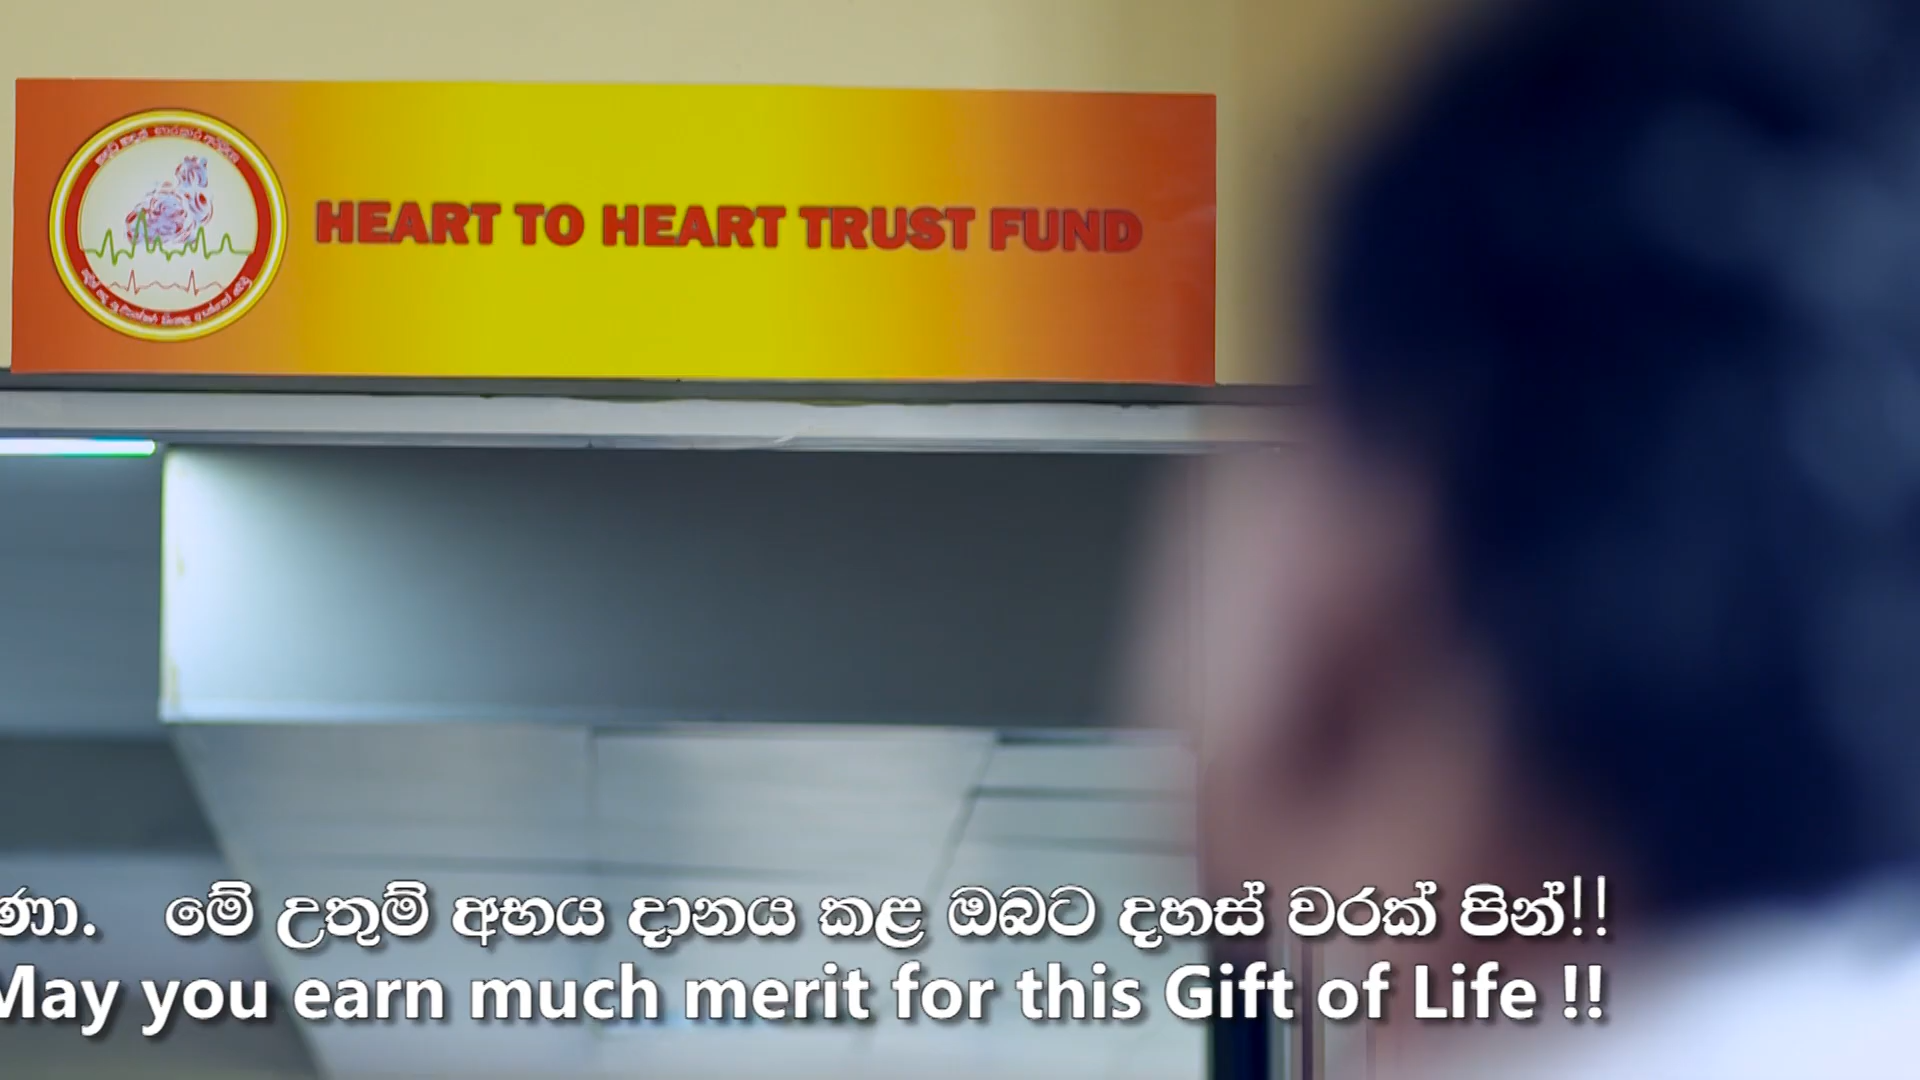 HEART TO HEART TRUST FUND
ණා. මේ උතුම් අභය දානය කළ ඔබට දහස් වරක් පින්!!
May you earn much merit for this Gift of Life !!